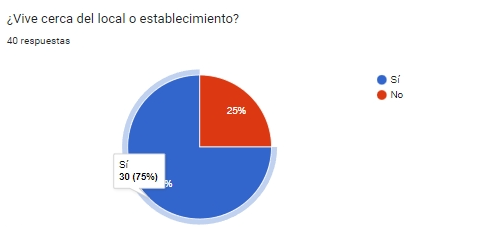 ¿Vive cerca del local o establecimiento?
40 respuestas
Sí
No
25%
Sí
30 (75%)
%